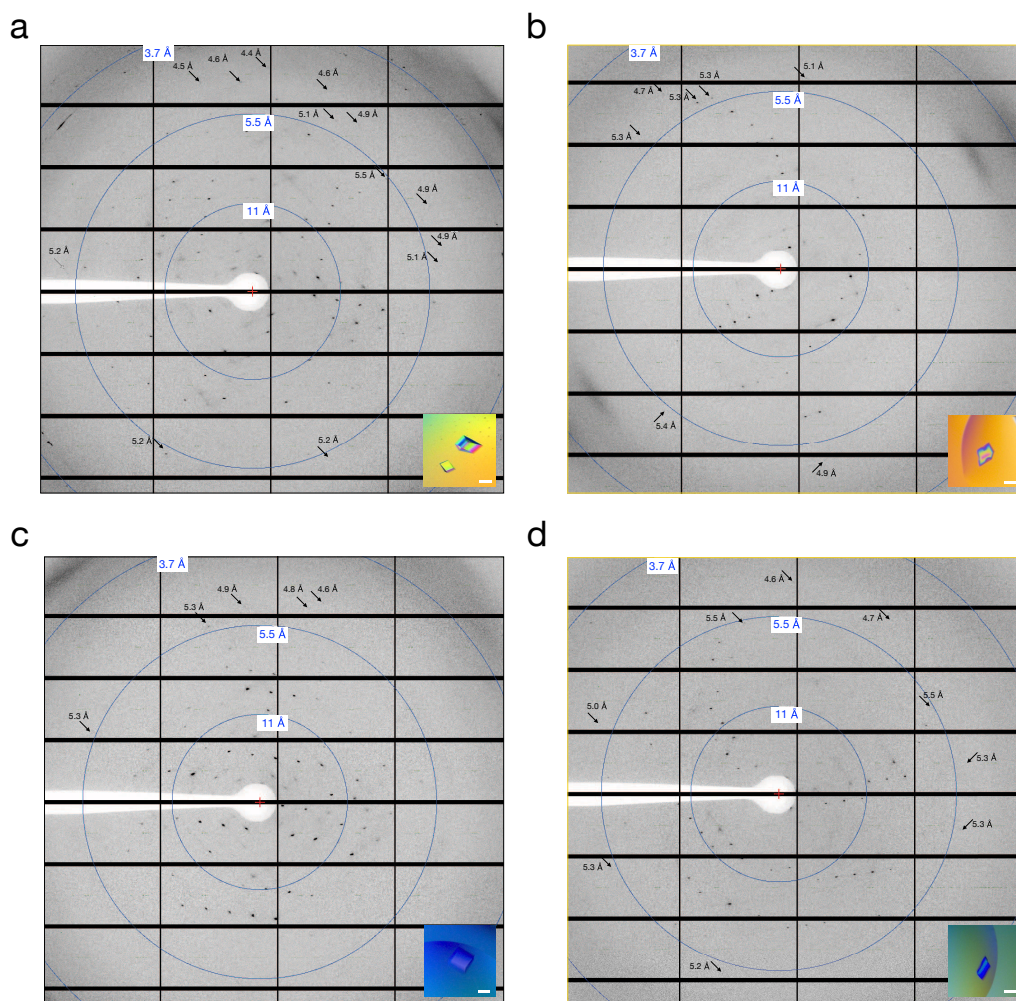 a
3.7 Å
4.5 Å
4.6 Å
4.4 Å
4.6 Å
5.1 Å
4.9 Å
5.5 Å
5.5 Å
4.9 Å
11 Å
4.9 Å
5.2 Å
5.1 Å
5.2 Å
5.2 Å
b
3.7 Å
5.1 Å
5.3 Å
4.7 Å
5.3 Å
5.5 Å
5.3 Å
11 Å
5.4 Å
4.9 Å
c
3.7 Å
4.9 Å
4.8 Å
4.6 Å
5.3 Å
5.5 Å
5.3 Å
11 Å
d
3.7 Å
4.6 Å
5.5 Å
4.7 Å
5.5 Å
5.5 Å
5.0 Å
11 Å
5.3 Å
5.3 Å
5.3 Å
5.2 Å